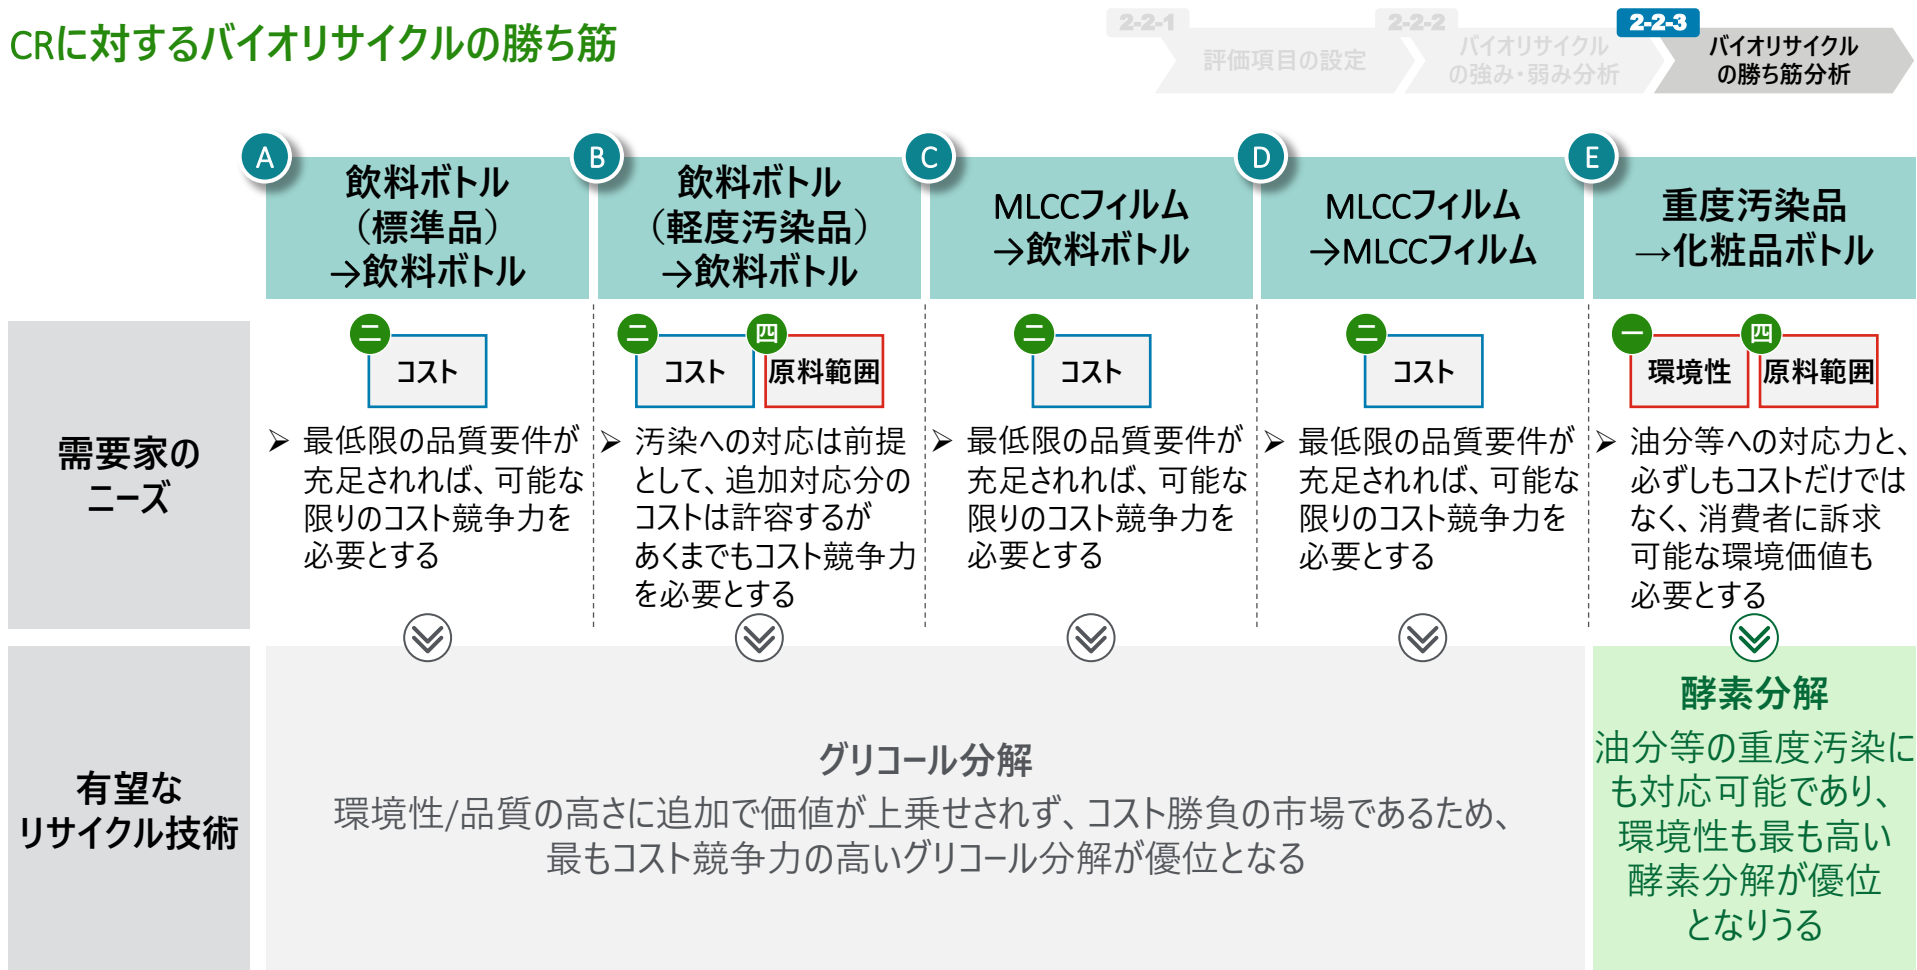 CRに対するバイオリサイクルの勝ち筋
2-2-1
評価項目の設定
2-2-2
バイオリサイクル
の強み・弱み分析
2-2-3
バイオリサイクル
の勝ち筋分析
A
飲料ボトル
（標準品）
→飲料ボトル
B
飲料ボトル
（軽度汚染品）
→飲料ボトル
C
MLCCフィルム
→飲料ボトル
D
MLCCフィルム
→MLCCフィルム
E
重度汚染品
→化粧品ボトル
需要家の
ニーズ
二
コスト
➢ 最低限の品質要件が
充足されれば、可能な
限りのコスト競争力を
必要とする
二
コスト
四
原料範囲
➢ 汚染への対応は前提
として、追加対応分の
コストは許容するが
あくまでもコスト競争力
を必要とする
二
コスト
➢ 最低限の品質要件が
充足されれば、可能な
限りのコスト競争力を
必要とする
二
コスト
➢ 最低限の品質要件が
充足されれば、可能な
限りのコスト競争力を
必要とする
一
環境性
四
原料範囲
➢ 油分等への対応力と、
必ずしもコストだけでは
なく、消費者に訴求
可能な環境価値も
必要とする
有望な
リサイクル技術
グリコール分解
環境性/品質の高さに追加で価値が上乗せされず、コスト勝負の市場であるため、
最もコスト競争力の高いグリコール分解が優位となる
酵素分解
油分等の重度汚染に
も対応可能であり、
環境性も最も高い
酵素分解が優位
となりうる